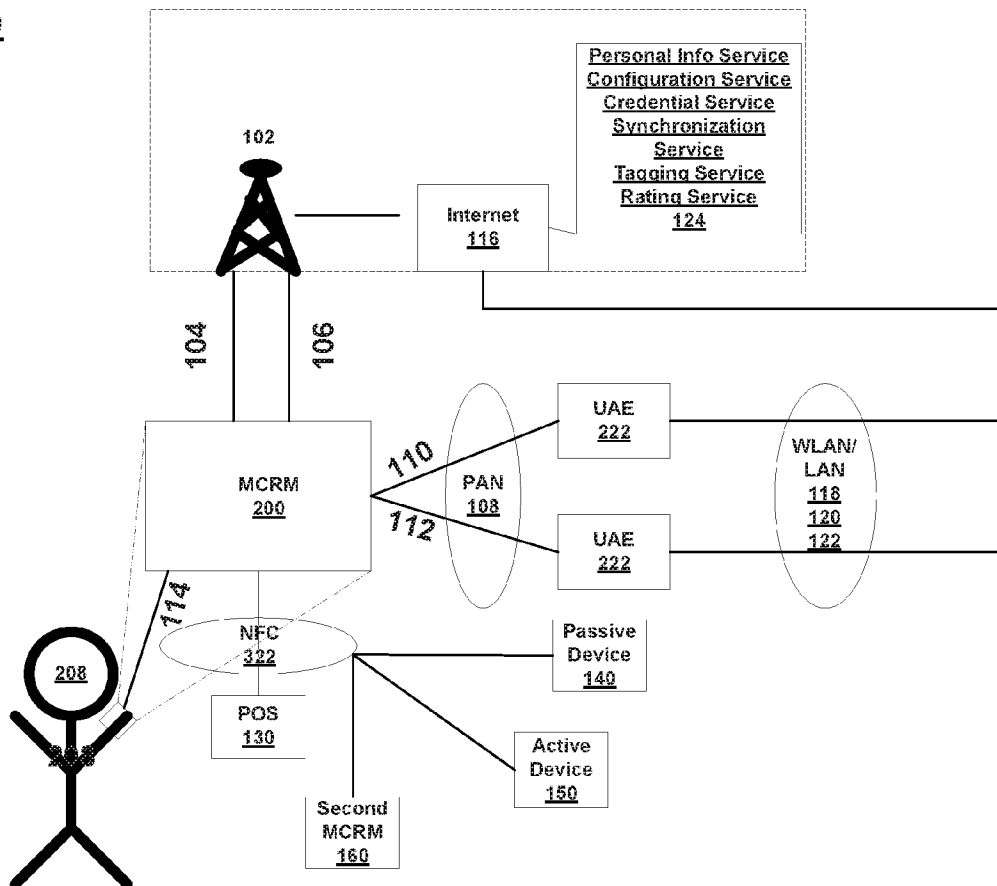 Personal Info Service
Configuration Service
Credential Service
Synchronization
Service
Tagging Service
Rating Service
124
102
Internet
116
104
106
MCRM
200
110
112
PAN
108
UAE
222
UAE
222
WLAN/
LAN
118
120
122
114
NFC
322
208
POS
130
Passive
Device
140
Active
Device
150
Second
MCRM
160